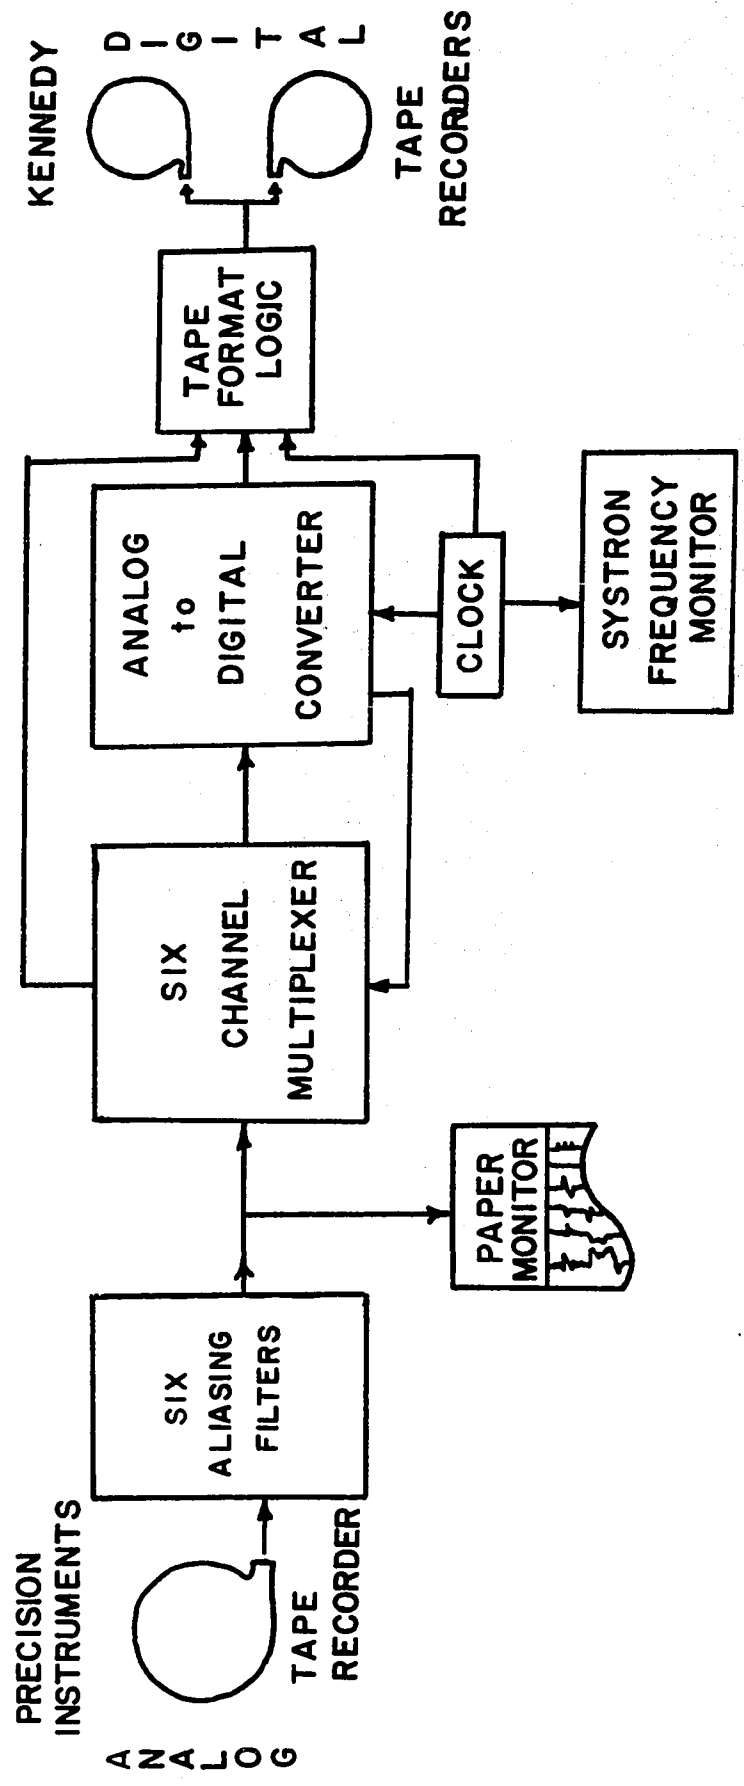 PRECISION
INSTRUMENTS
ANALOG
TAPE
RECORDER
SIX
ALIASING
FILTERS
PAPER
MONITOR
SIX
CHANNEL
MULTIPLEXER
ANALOG
to
DIGITAL
CONVERTER
CLOCK
SYSTRON
FREQUENCY
MONITOR
TAPE
FORMAT
LOGIC
KENNEDY
DIGITAL
TAPE
RECORDERS